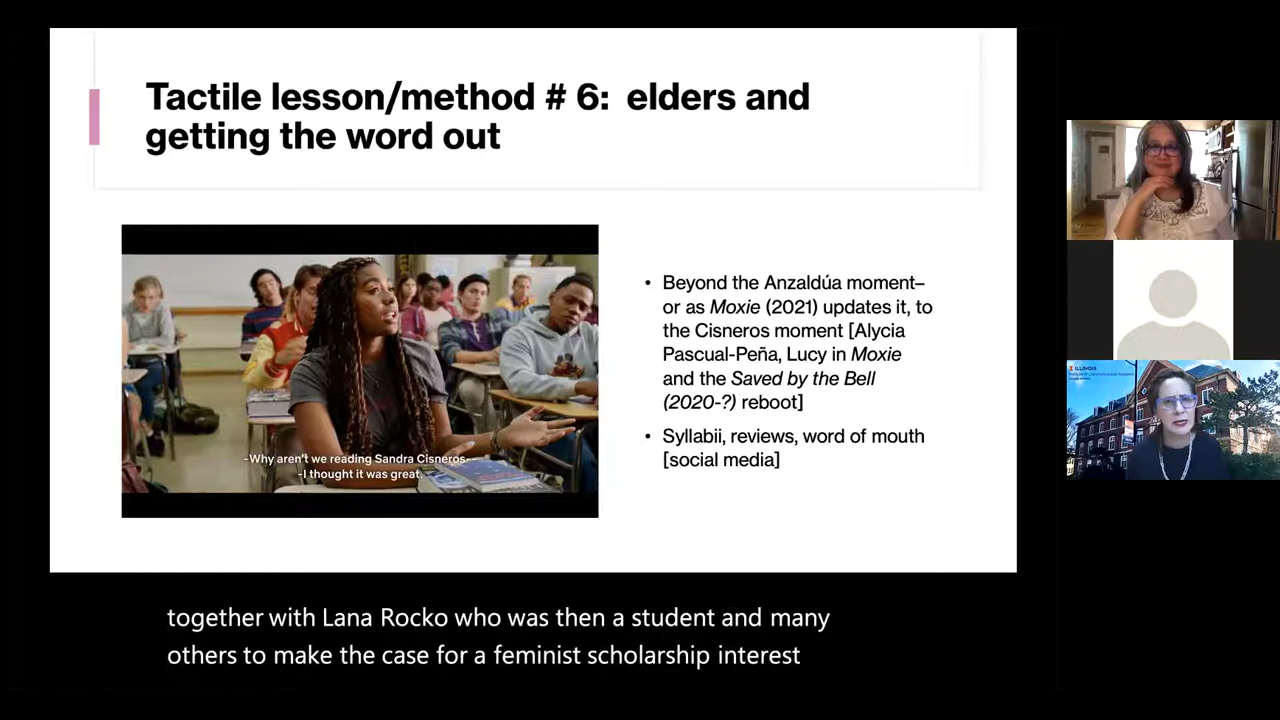 Tactile lesson/method # 6:  elders and
getting the word out
-Why aren't we reading Sandra Cisneros--
-I thought it was great.
• Beyond the Anzaldúa moment–
or as Moxie (2021) updates it, to
the Cisneros moment [Alycia
Pascual-Peña, Lucy in Moxie
and the Saved by the Bell
(2020-?) reboot]
• Syllabii, reviews, word of mouth
[social media]
ILLINOIS
together with Lana Rocko who was then a student and many
others to make the case for a feminist scholarship interest